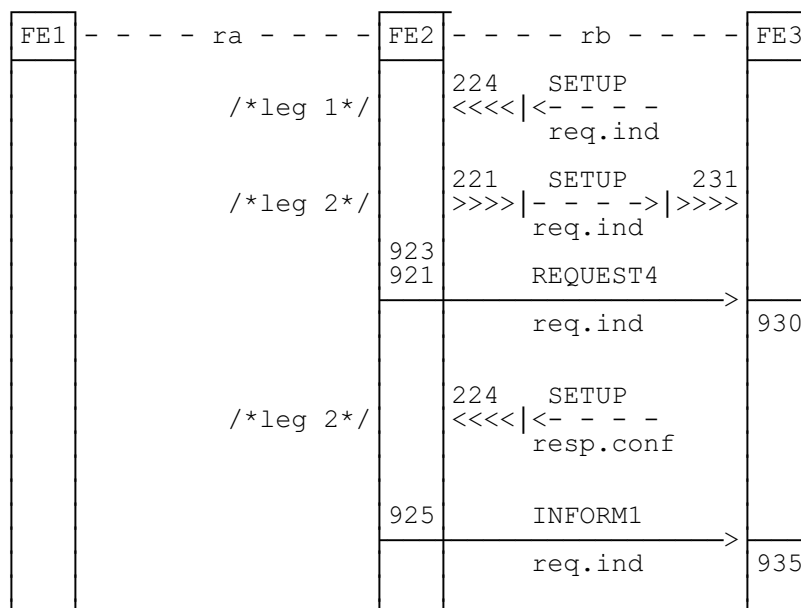 FE1 - - - - ra - - - - FE2 - - - - rb - - - - FE3
224 SETUP
/*leg 1*/ <<<<|<- - - -
req.ind
221 SETUP 231
/*leg 2*/ >>>>|- - - ->|>>>>
req.ind
923
921 REQUEST4
>
req.ind 930
224 SETUP
/*leg 2*/ <<<<|<- - - -
resp.conf
925 INFORM1
>
req.ind 935